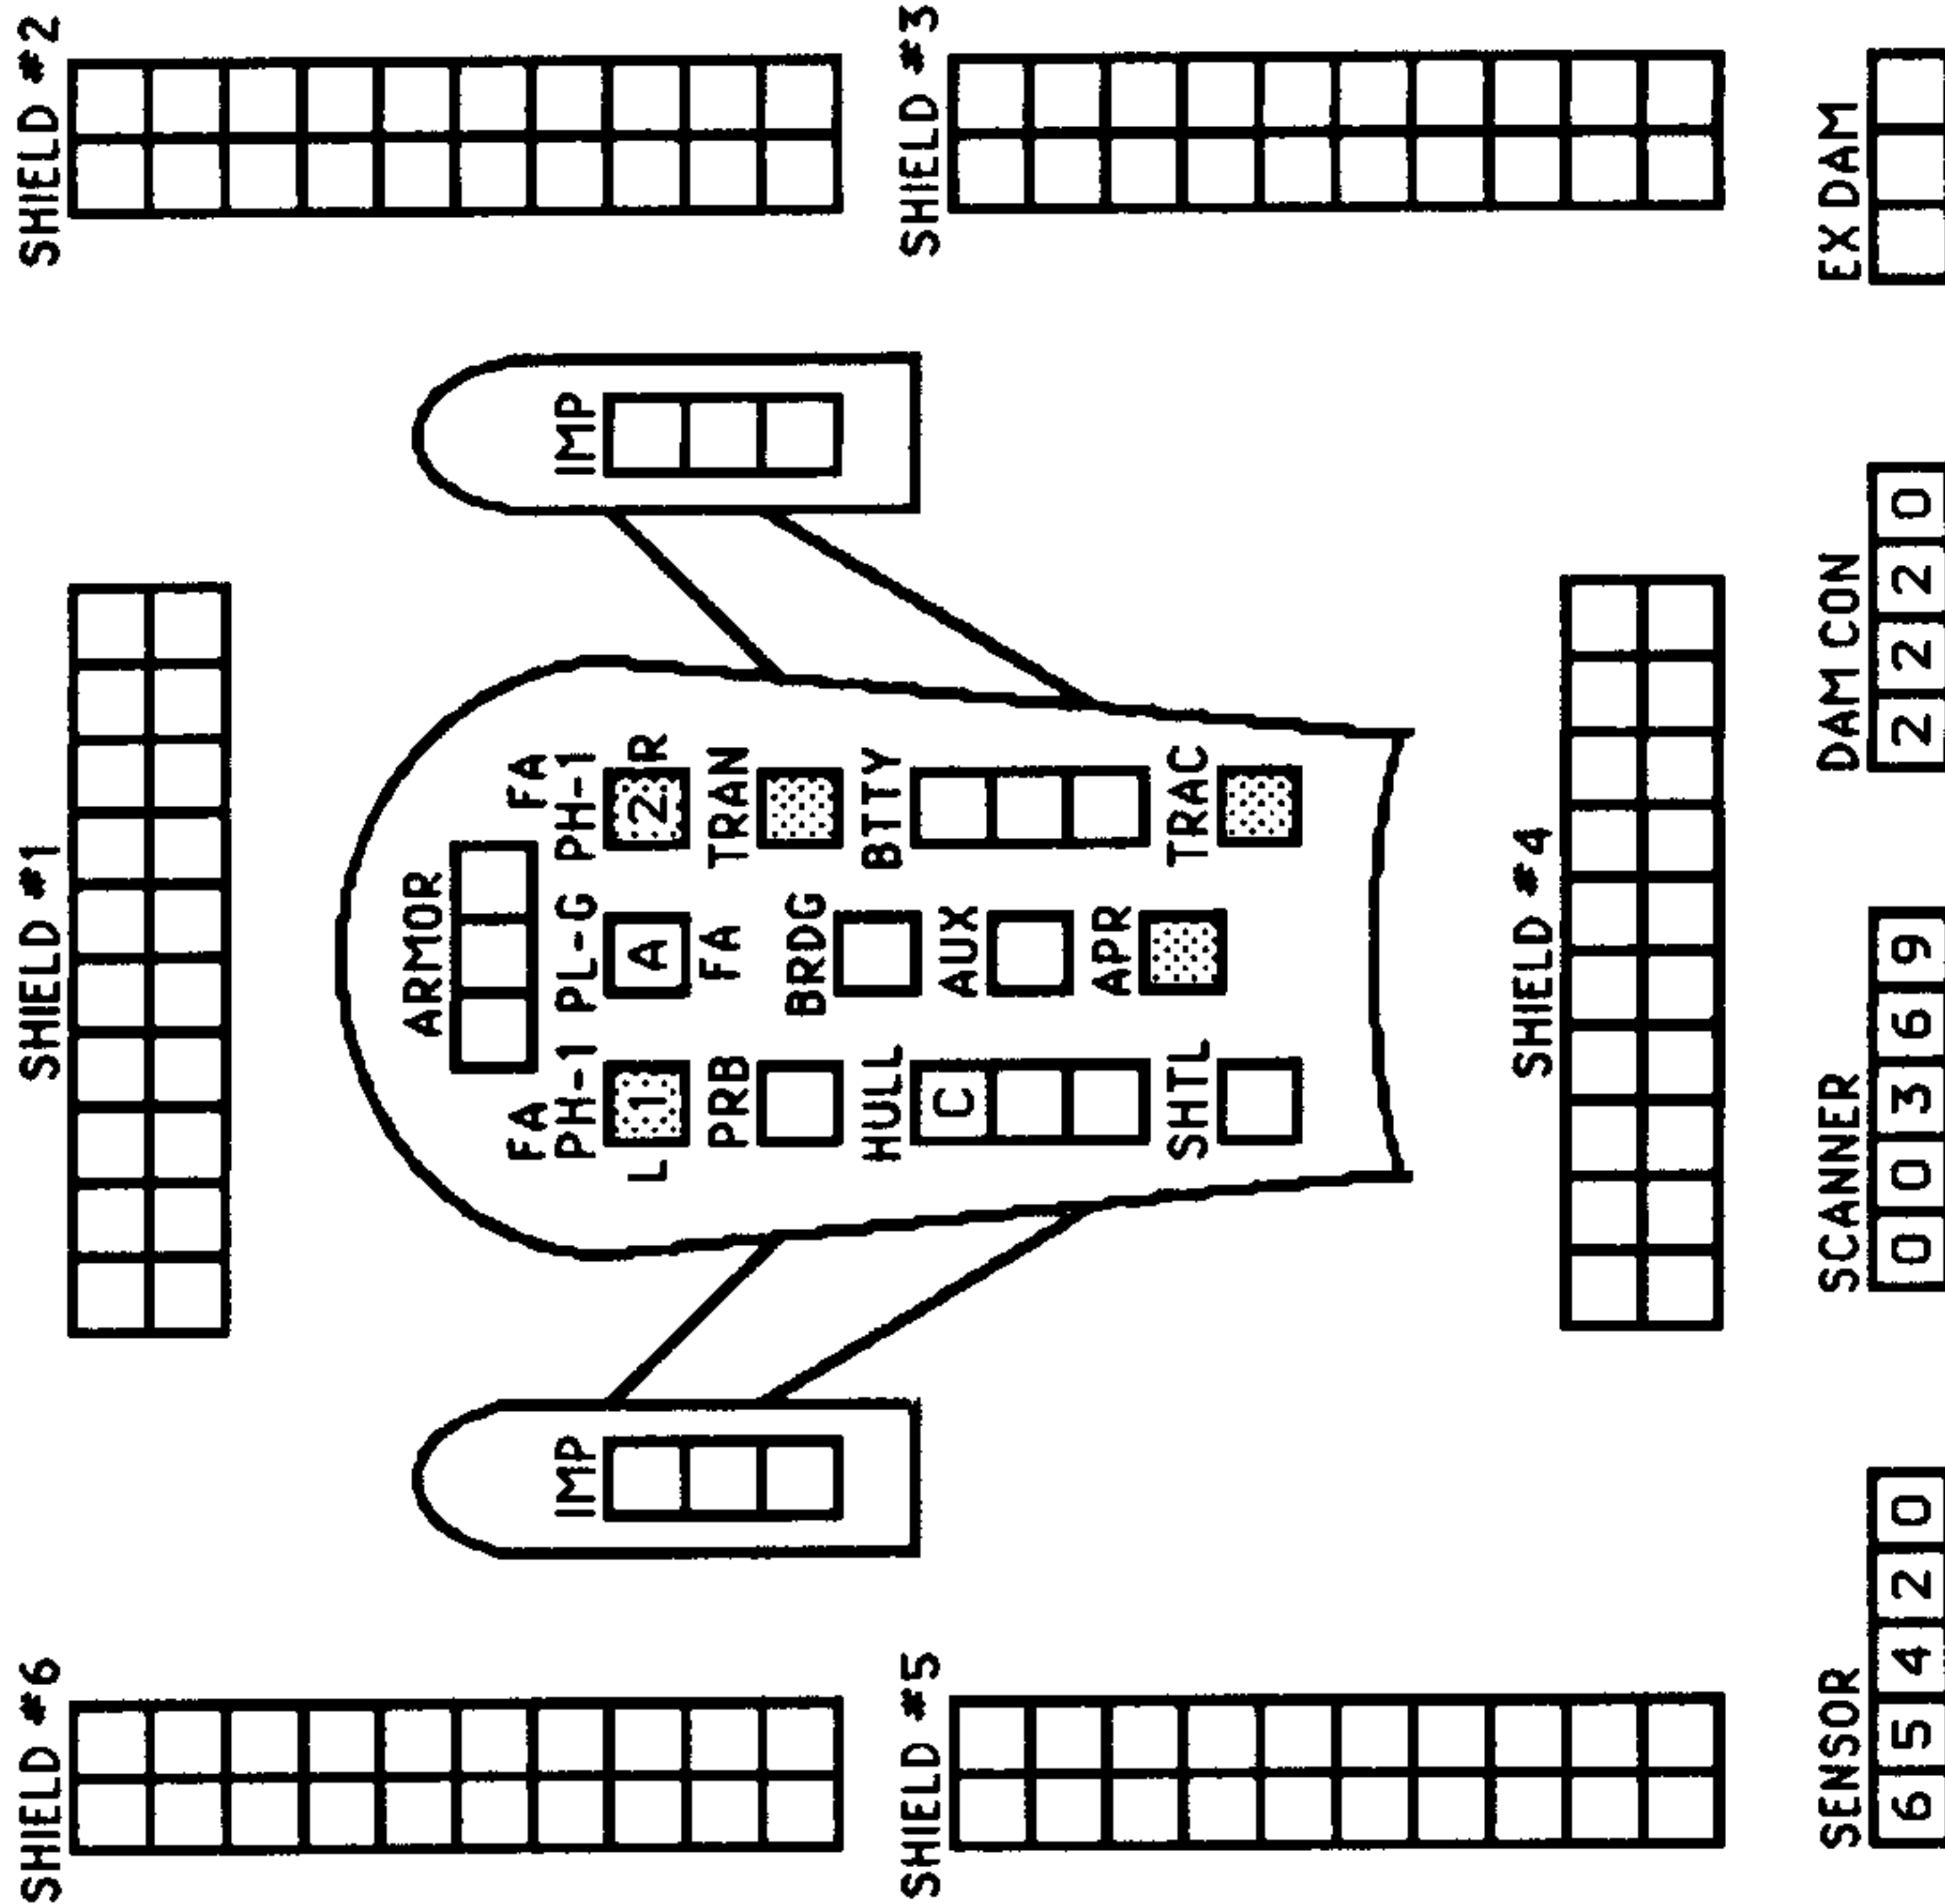 SHIELD #6 SHIELD #1 SHIELD #2
ARMOR
FA FA
IMP PH-1 PL-G PH-1 IMP
L 1 A 2 R
PRB FA TRAN
BRDG
HULL BTTY
SHIELD #5 SHIELD #3
C AUX
APR
SHTL TRAC
SHIELD #4
SENSOR SCANNER DAM CON EX DAM
6 5 4 2 0 0 0 3 6 9 2 2 2 0